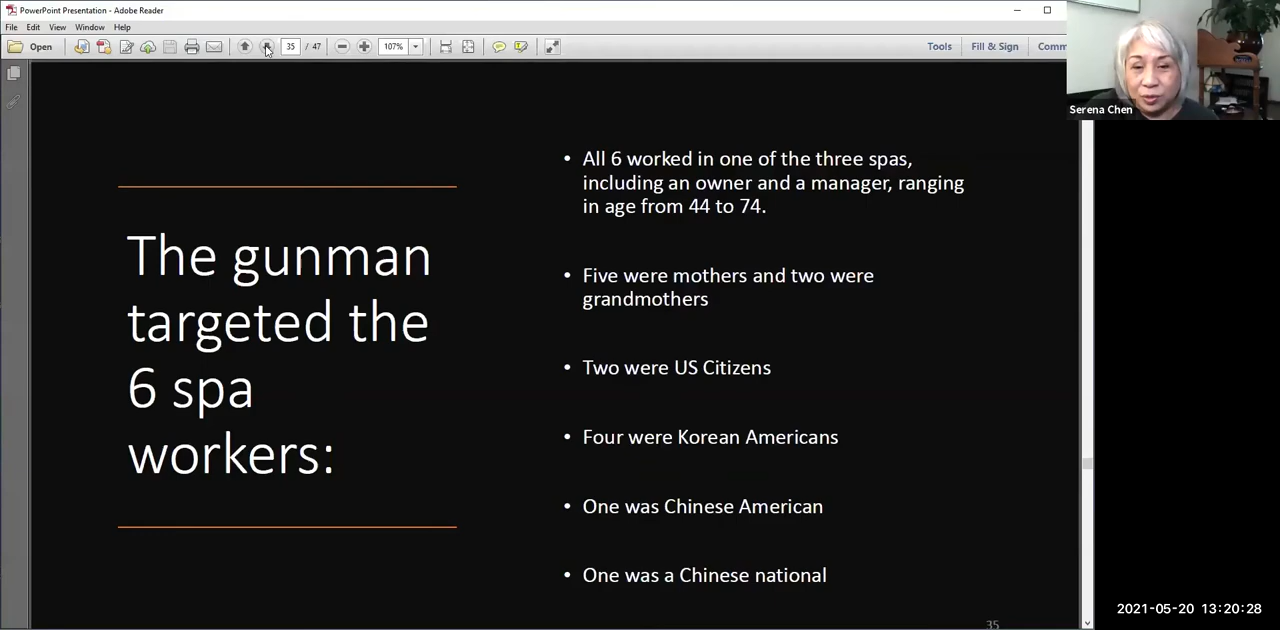 PowerPoint Presentation - Adobe Reader
File Edit View Window Help
Open
35 / 47
107%
Tools
Fill & Sign
Comm
Serena Chen
The gunman
targeted the
6 spa
workers:
• All 6 worked in one of the three spas,
including an owner and a manager, ranging
in age from 44 to 74.
• Five were mothers and two were
grandmothers
• Two were US Citizens
• Four were Korean Americans
• One was Chinese American
• One was a Chinese national
35
2021-05-20 13:20:28